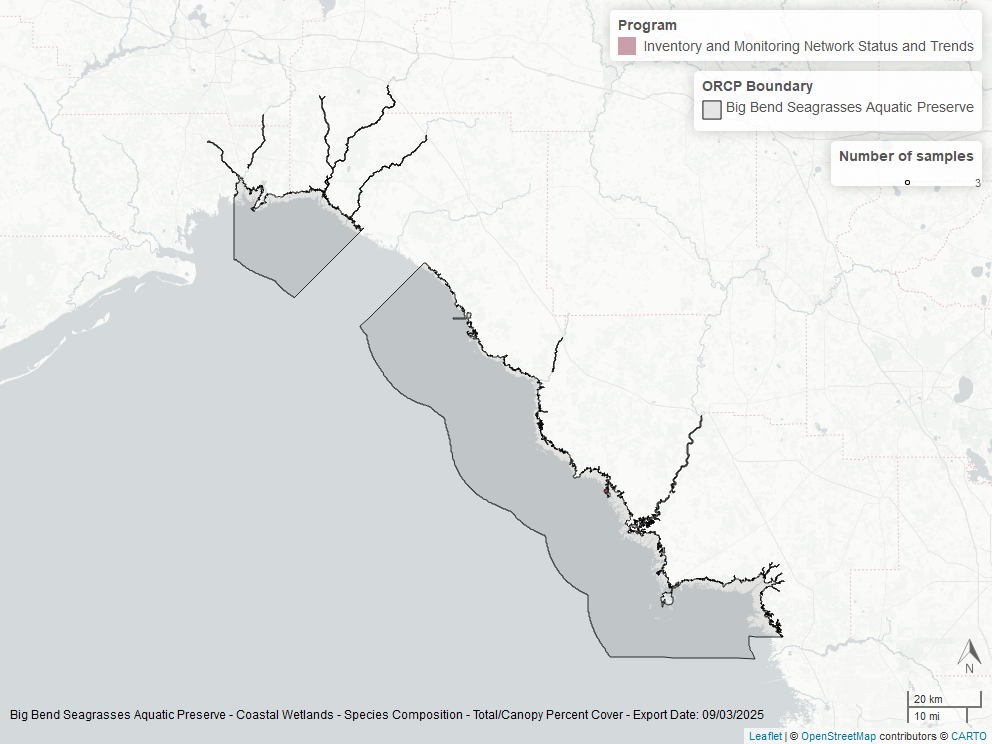 Program
Inventory and Monitoring Network Status and Trends
ORCP Boundary
Big Bend Seagrasses Aquatic Preserve
Number of samples
3
N
20 km
10 mi
Big Bend Seagrasses Aquatic Preserve - Coastal Wetlands - Species Composition - Total/Canopy Percent Cover - Export Date: 09/03/2025
Leaflet | © OpenStreetMap contributors © CARTO